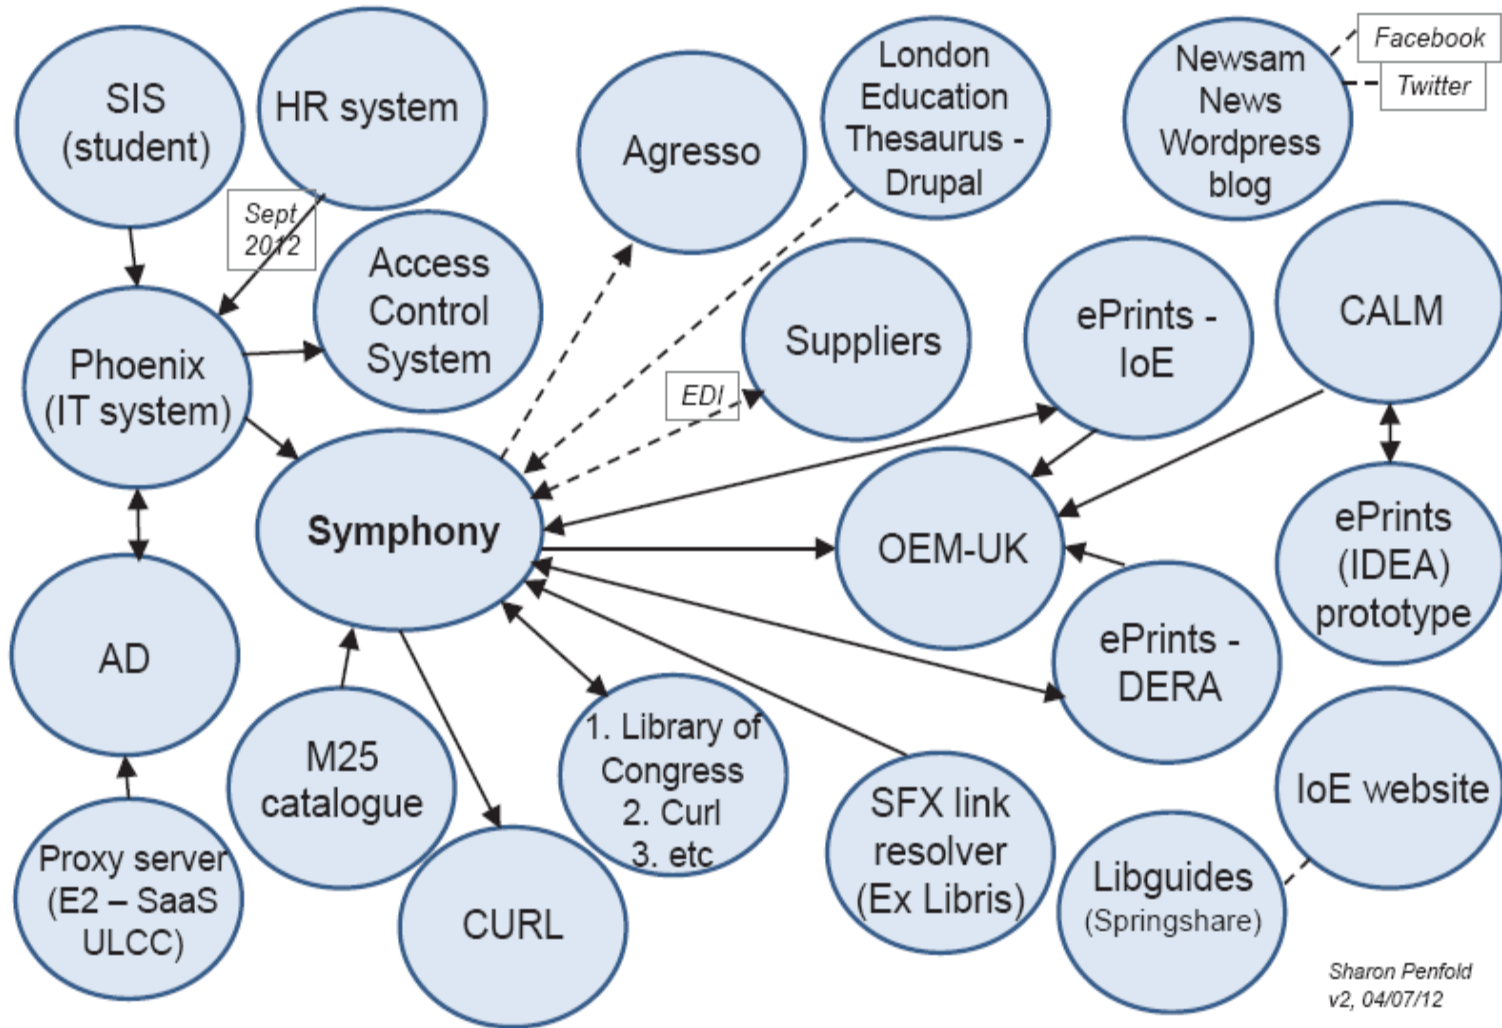 SIS
(student)
HR system
Sept
2012
Access
Control
System
Phoenix
(IT system)
Agresso
London
Education
Thesaurus -
Drupal
Newsam
News
Wordpress
blog
Facebook
Twitter
Suppliers
EDI
ePrints -
IoE
CALM
Symphony
OEM-UK
ePrints
(IDEA)
prototype
AD
ePrints -
DERA
M25
catalogue
1. Library of
Congress
2. Curl
3. etc
SFX link
resolver
(Ex Libris)
IoE website
Libguides
(Springshare)
Proxy server
(E2 – SaaS
ULCC)
CURL
Sharon Penfold
v2, 04/07/12